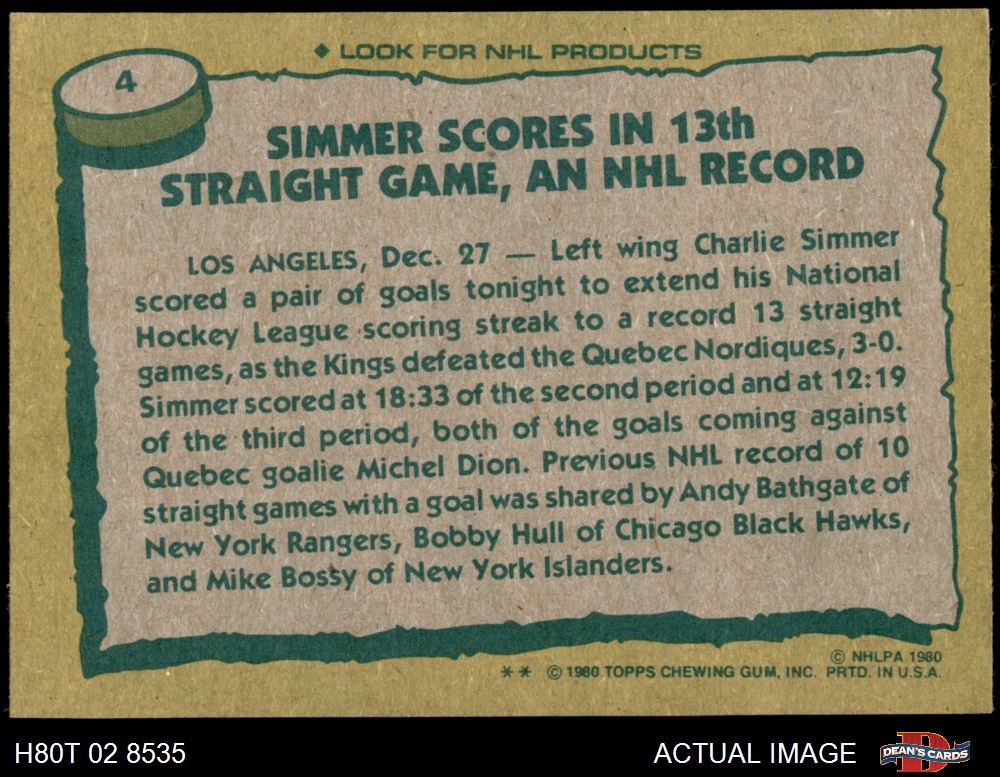 ◆ LOOK FOR NHL PRODUCTS
4
SIMMER SCORES IN 13th
STRAIGHT GAME, AN NHL RECORD
LOS ANGELES, Dec. 27 — Left wing Charlie Simmer
scored a pair of goals tonight to extend his National
Hockey League scoring streak to a record 13 straight
games, as the Kings defeated the Quebec Nordiques, 3-0.
Simmer scored at 18:33 of the second period and at 12:19
of the third period, both of the goals coming against
Quebec goalie Michel Dion. Previous NHL record of 10
straight games with a goal was shared by Andy Bathgate of
New York Rangers, Bobby Hull of Chicago Black Hawks,
and Mike Bossy of New York Islanders.
© NHLPA 1980
** © 1980 TOPPS CHEWING GUM, INC. PRTD. IN U.S.A.
H80T 02 8535
ACTUAL IMAGE
D
DEAN'S CARDS